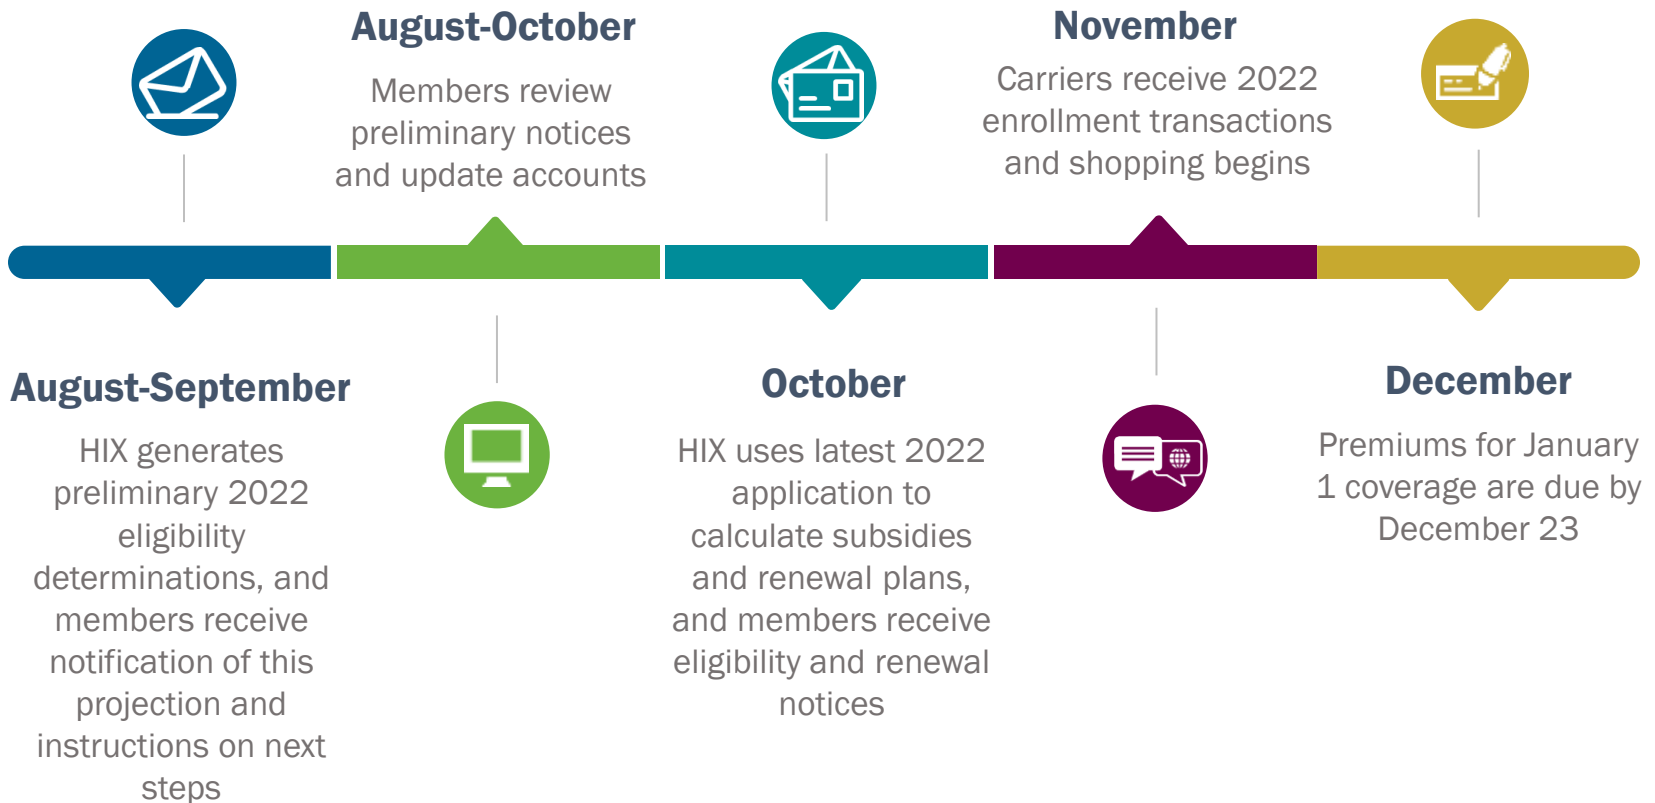 August-October
Members review
preliminary notices
and update accounts
November
Carriers receive 2022
enrollment transactions
and shopping begins
August-September
HIX generates
preliminary 2022
eligibility
determinations, and
members receive
notification of this
projection and
instructions on next
steps
October
HIX uses latest 2022
application to
calculate subsidies
and renewal plans,
and members receive
eligibility and renewal
notices
December
Premiums for January
1 coverage are due by
December 23